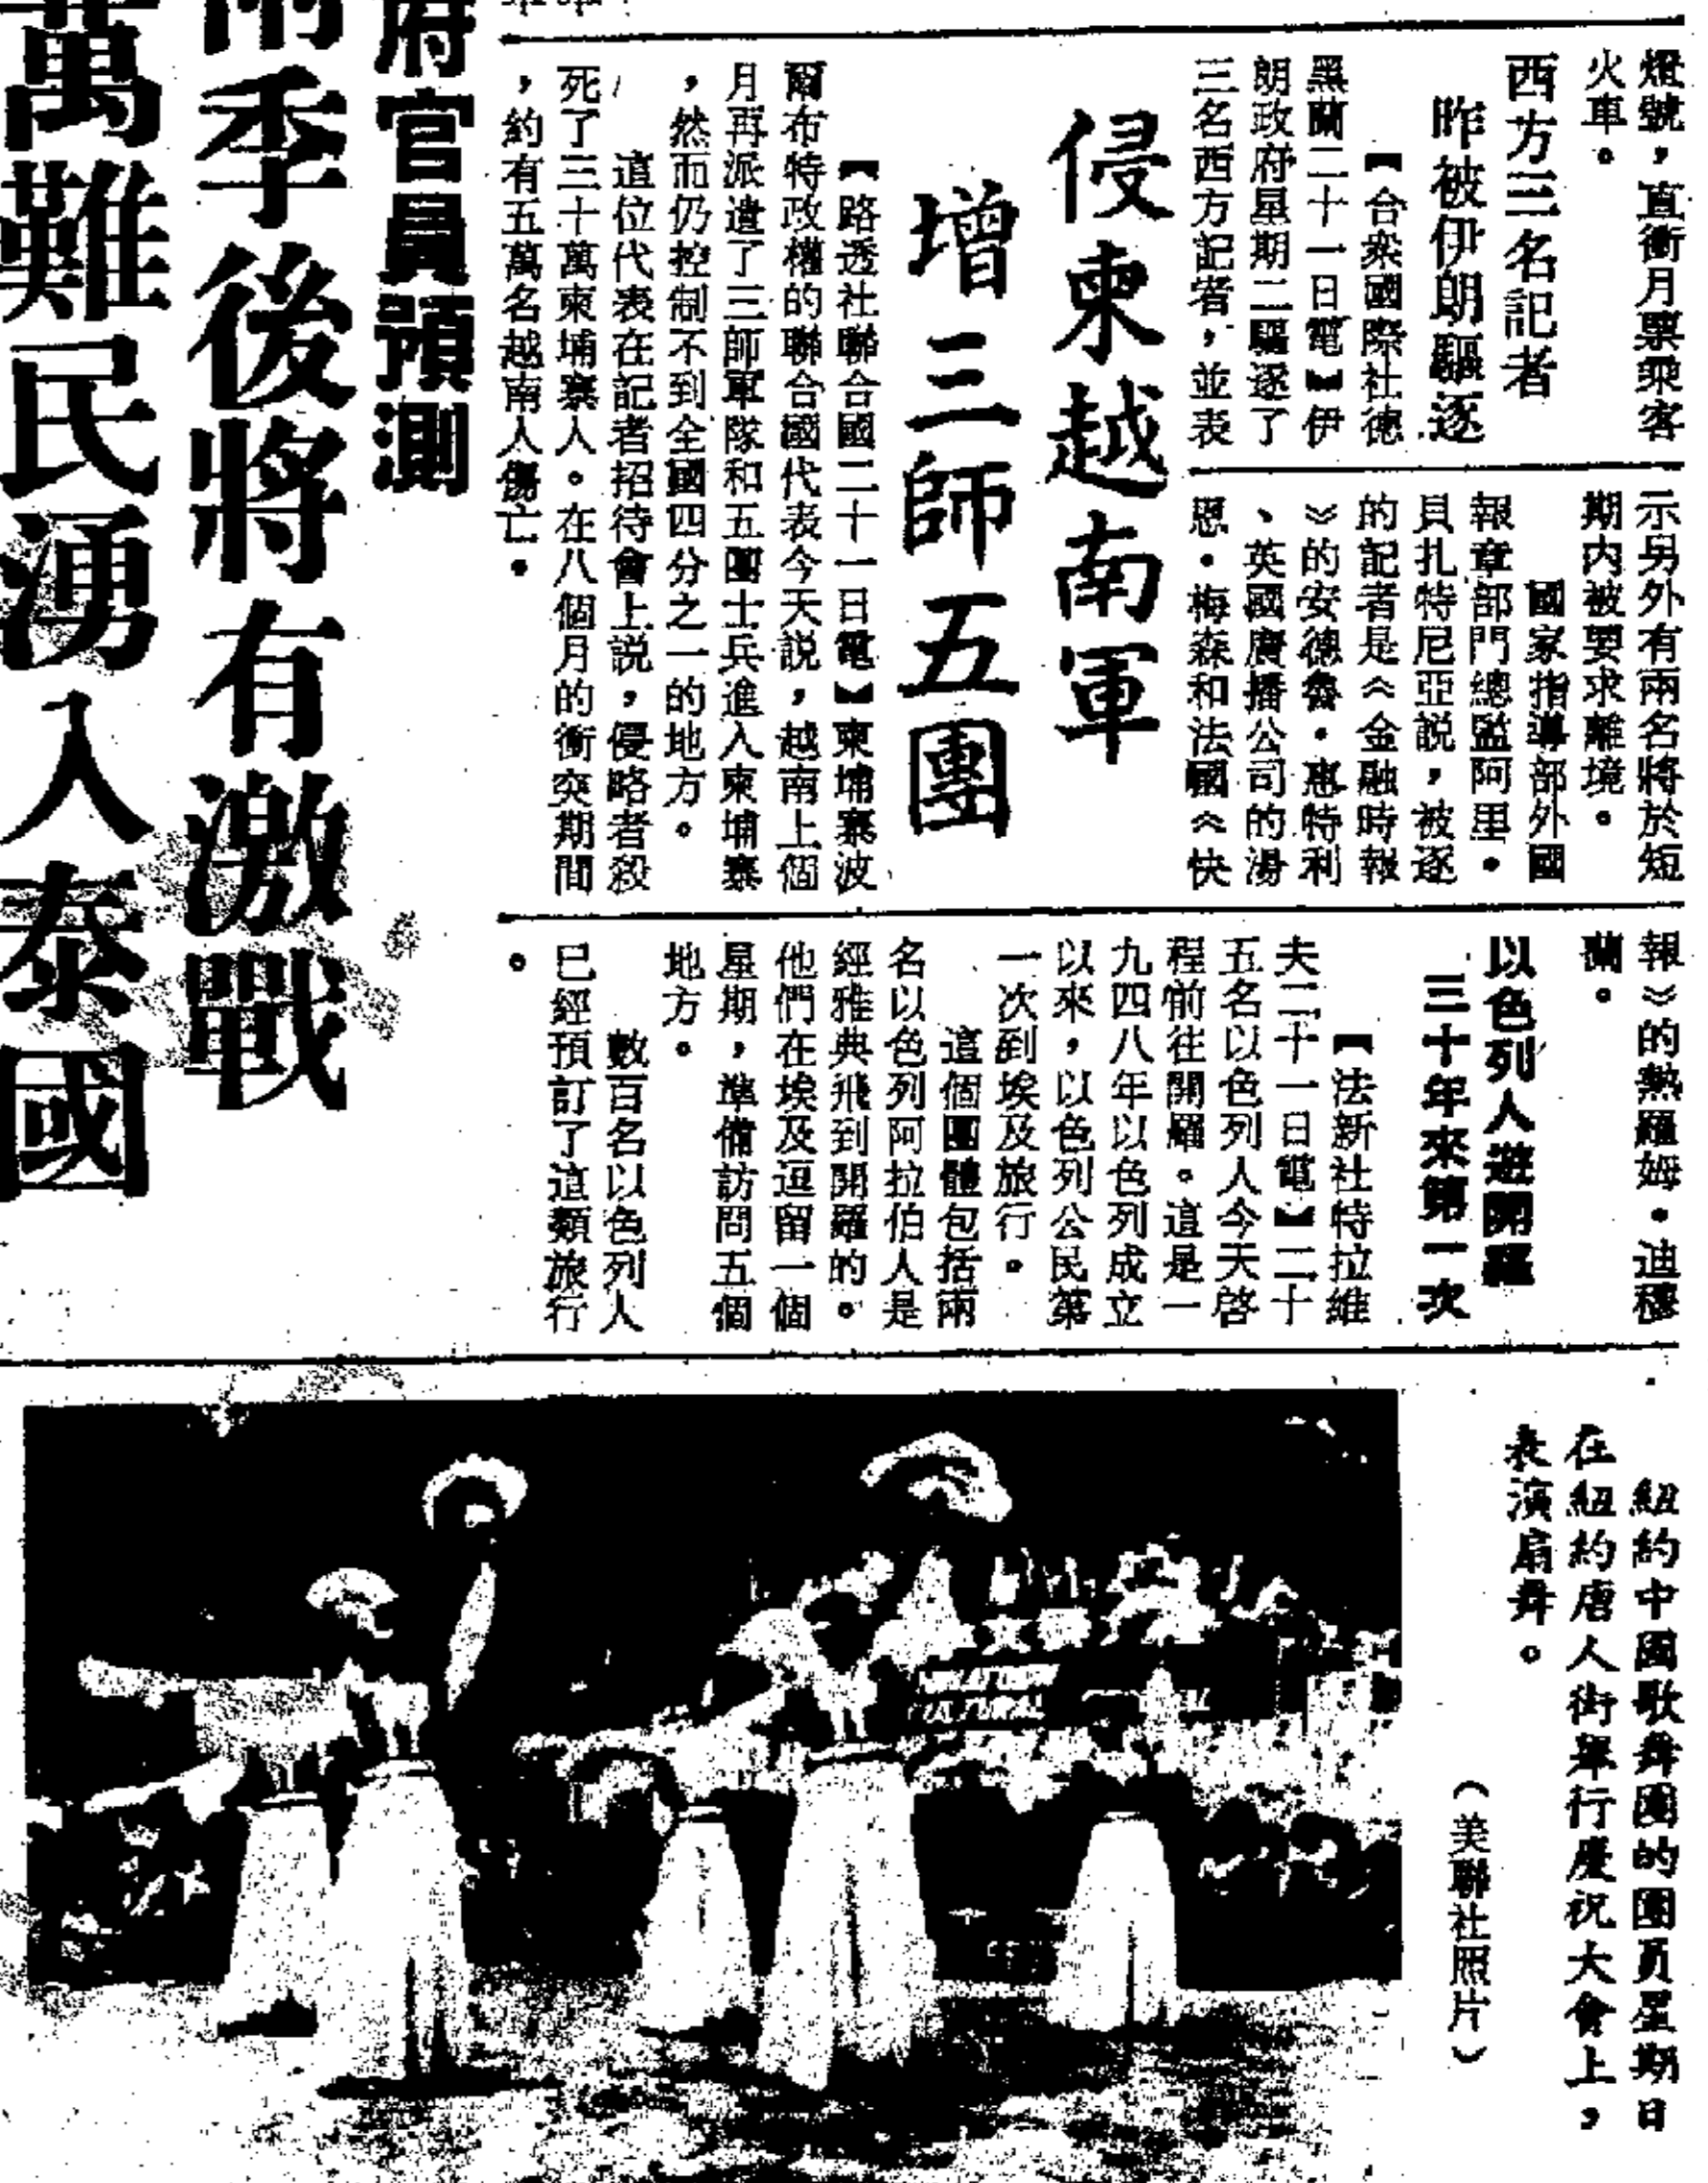 燈號，直衝月票乘客
火車。
西方三名記者
昨被伊朗驅逐
【合衆國際社德
黑蘭二十一日電】伊
朗政府星期二驅逐了
三名西方記者，並表
示另外有兩名將於短
期内被要求離境。
國家指導部外國
報章部門總監阿里・
貝扎特尼亞説，被逐
的記者是《金融時報
》的安德魯・惠特利
、英國廣播公司的湯
恩・梅森和法國《快
報》的熱羅姆・迪穆
蘭。
侵柬越南軍
增三師五團
【路透社聯合國二十一日電】柬埔寨波
爾布特政權的聯合國代表今天説，越南上個
月再派遣了三師軍隊和五團士兵進入柬埔寨
，然而仍控制不到全國四分之一的地方。
這位代表在記者招待會上説，侵略者殺
死了三十萬柬埔寨人。在八個月的衝突期間
，約有五萬名越南人傷亡。
以色列人遊開羅
三十年來第一次
【法新社特拉維
夫二十一日電】二十
五名以色列人今天啓
程前往開羅。這是一
九四八年以色列成立
以來，以色列公民第
一次到埃及旅行。
這個團體包括兩
名以色列阿拉伯人是
經雅典飛到開羅的。
他們在埃及逗留一個
星期，準備訪問五個
地方。
數百名以色列人
已經預訂了這類旅行
。
府官員預測
雨季後將有激戰
萬難民湧入泰國
紐約中國歌舞團的團員星期日
在紐約唐人街舉行慶祝大會上，
表演扇舞。
（美聯社照片）